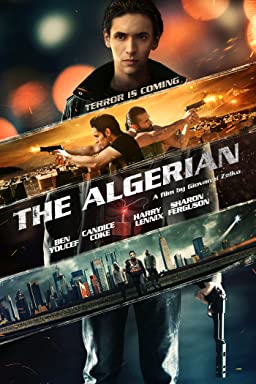 TERROR IS COMING
THE ALGERIAN
A film by Giovanni Zelko
BEN YOUCEF
CANDICE COKE
HARRY LENNIX
SHARON FERGUSON